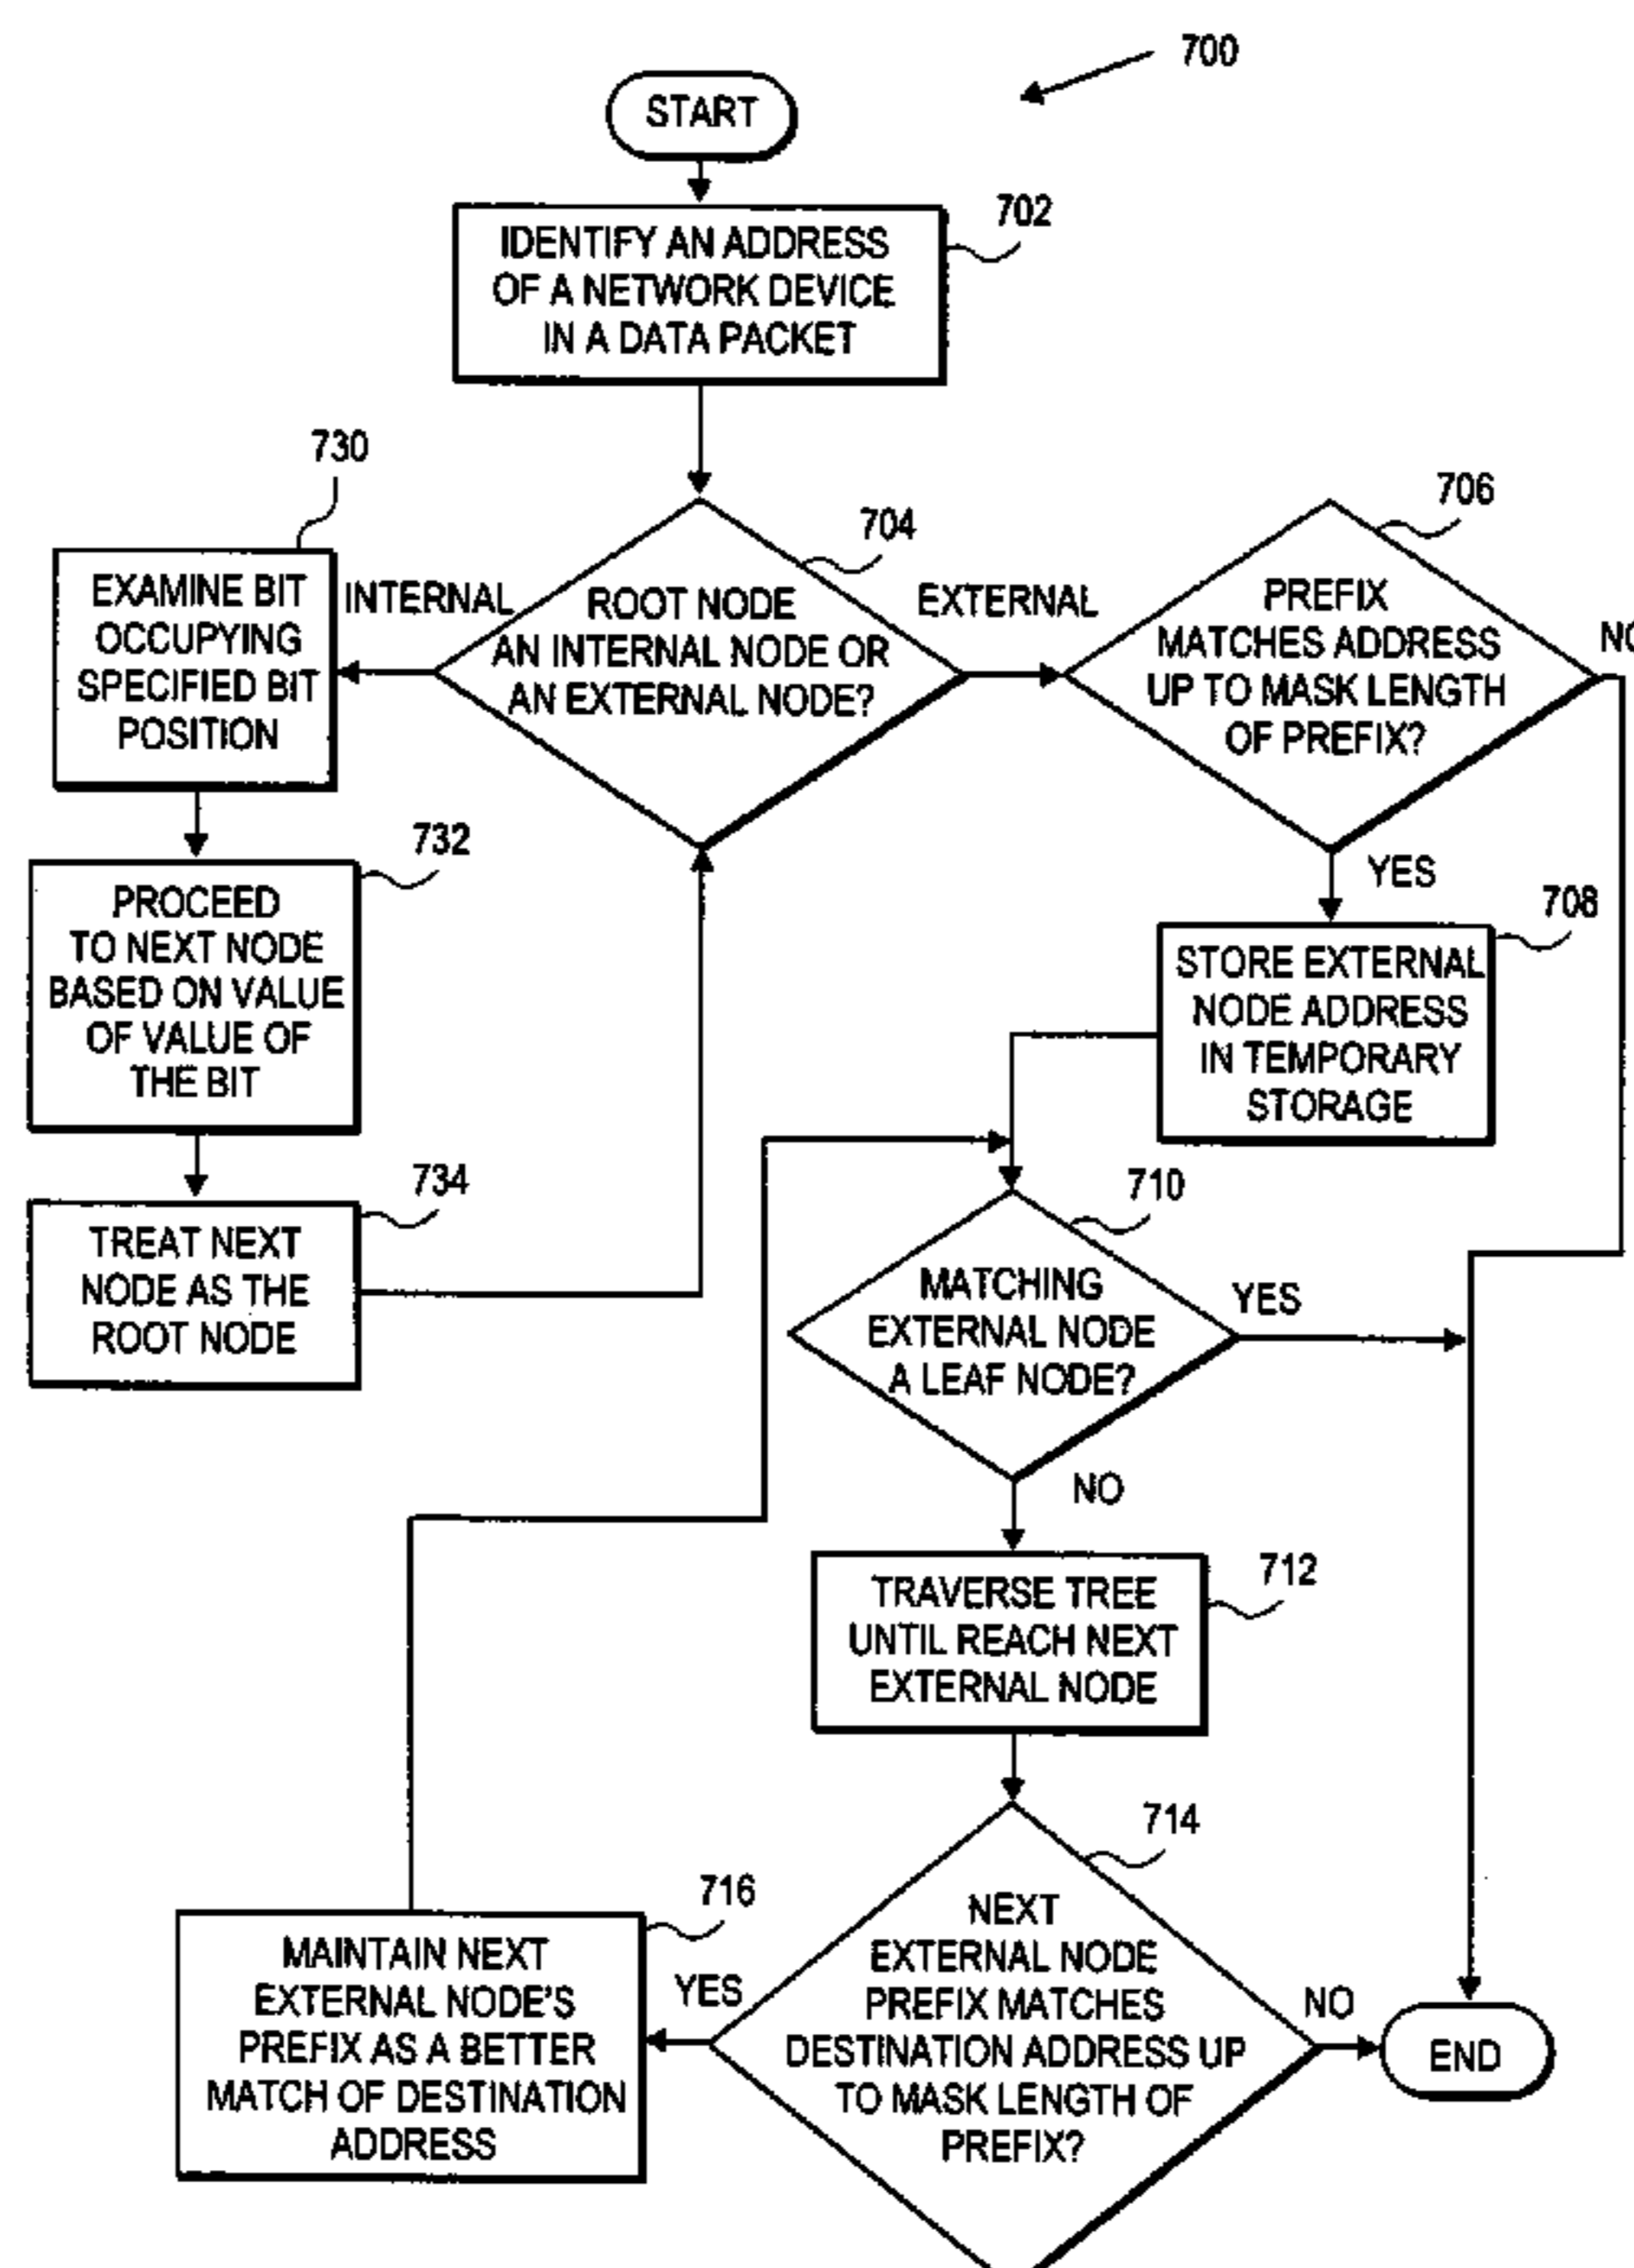 700
START
702
IDENTIFY AN ADDRESS
OF A NETWORK DEVICE
IN A DATA PACKET
730
EXAMINE BIT
OCCUPYING
SPECIFIED BIT
POSITION
INTERNAL
704
ROOT NODE
AN INTERNAL NODE OR
AN EXTERNAL NODE?
EXTERNAL
706
PREFIX
MATCHES ADDRESS
UP TO MASK LENGTH
OF PREFIX?
NO
YES
732
PROCEED
TO NEXT NODE
BASED ON VALUE
OF VALUE OF
THE BIT
708
STORE EXTERNAL
NODE ADDRESS
IN TEMPORARY
STORAGE
734
TREAT NEXT
NODE AS THE
ROOT NODE
710
MATCHING
EXTERNAL NODE
A LEAF NODE?
YES
NO
712
TRAVERSE TREE
UNTIL REACH NEXT
EXTERNAL NODE
714
NEXT
EXTERNAL NODE
PREFIX MATCHES
DESTINATION ADDRESS UP
TO MASK LENGTH OF
PREFIX?
YES
716
MAINTAIN NEXT
EXTERNAL NODE'S
PREFIX AS A BETTER
MATCH OF DESTINATION
ADDRESS
NO
END